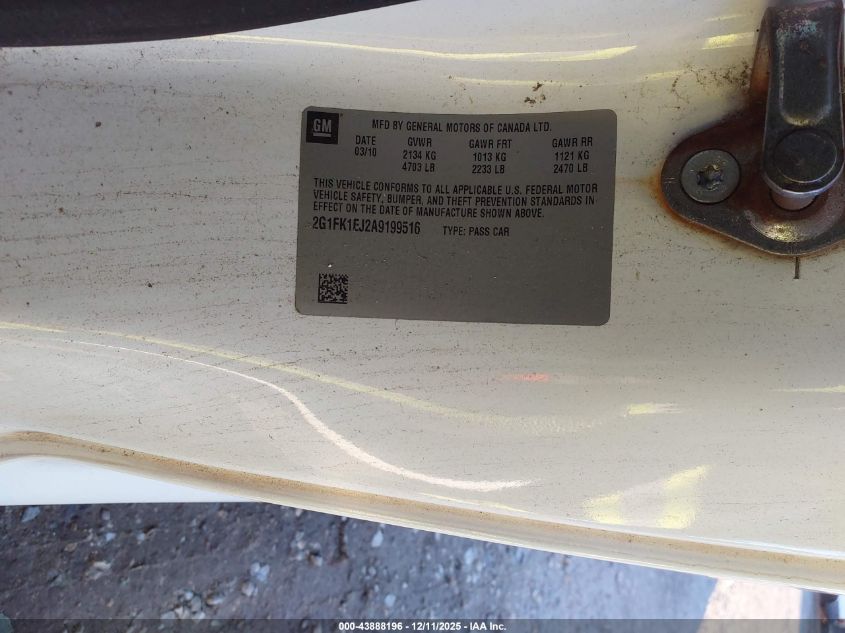 GM
MFD BY GENERAL MOTORS OF CANADA LTD.
DATE GVWR GAWR FRT GAWR RR
03/10 2134 KG 1013 KG 1121 KG
4703 LB 2233 LB 2470 LB
THIS VEHICLE CONFORMS TO ALL APPLICABLE U.S. FEDERAL MOTOR
VEHICLE SAFETY, BUMPER, AND THEFT PREVENTION STANDARDS IN
EFFECT ON THE DATE OF MANUFACTURE SHOWN ABOVE.
2G1FK1EJ2A9199516 TYPE: PASS CAR
000-43888196 - 12/11/2025 - IAA Inc.